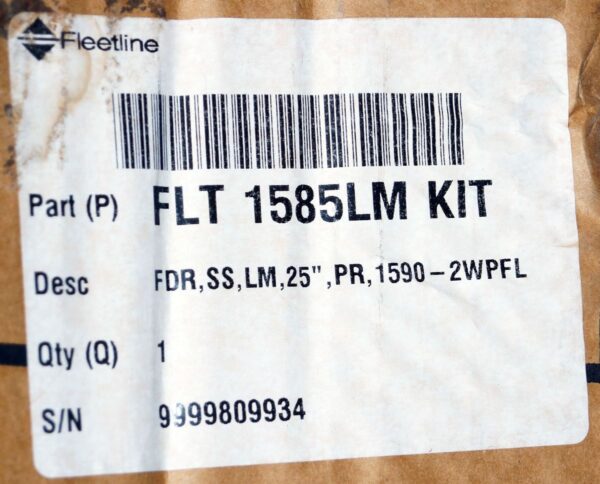 Fleetline
Part (P) FLT 1585LM KIT
Desc FDR,SS,LM,25",PR,1590-2WPFL
Qty (Q) 1
S/N 9999809934